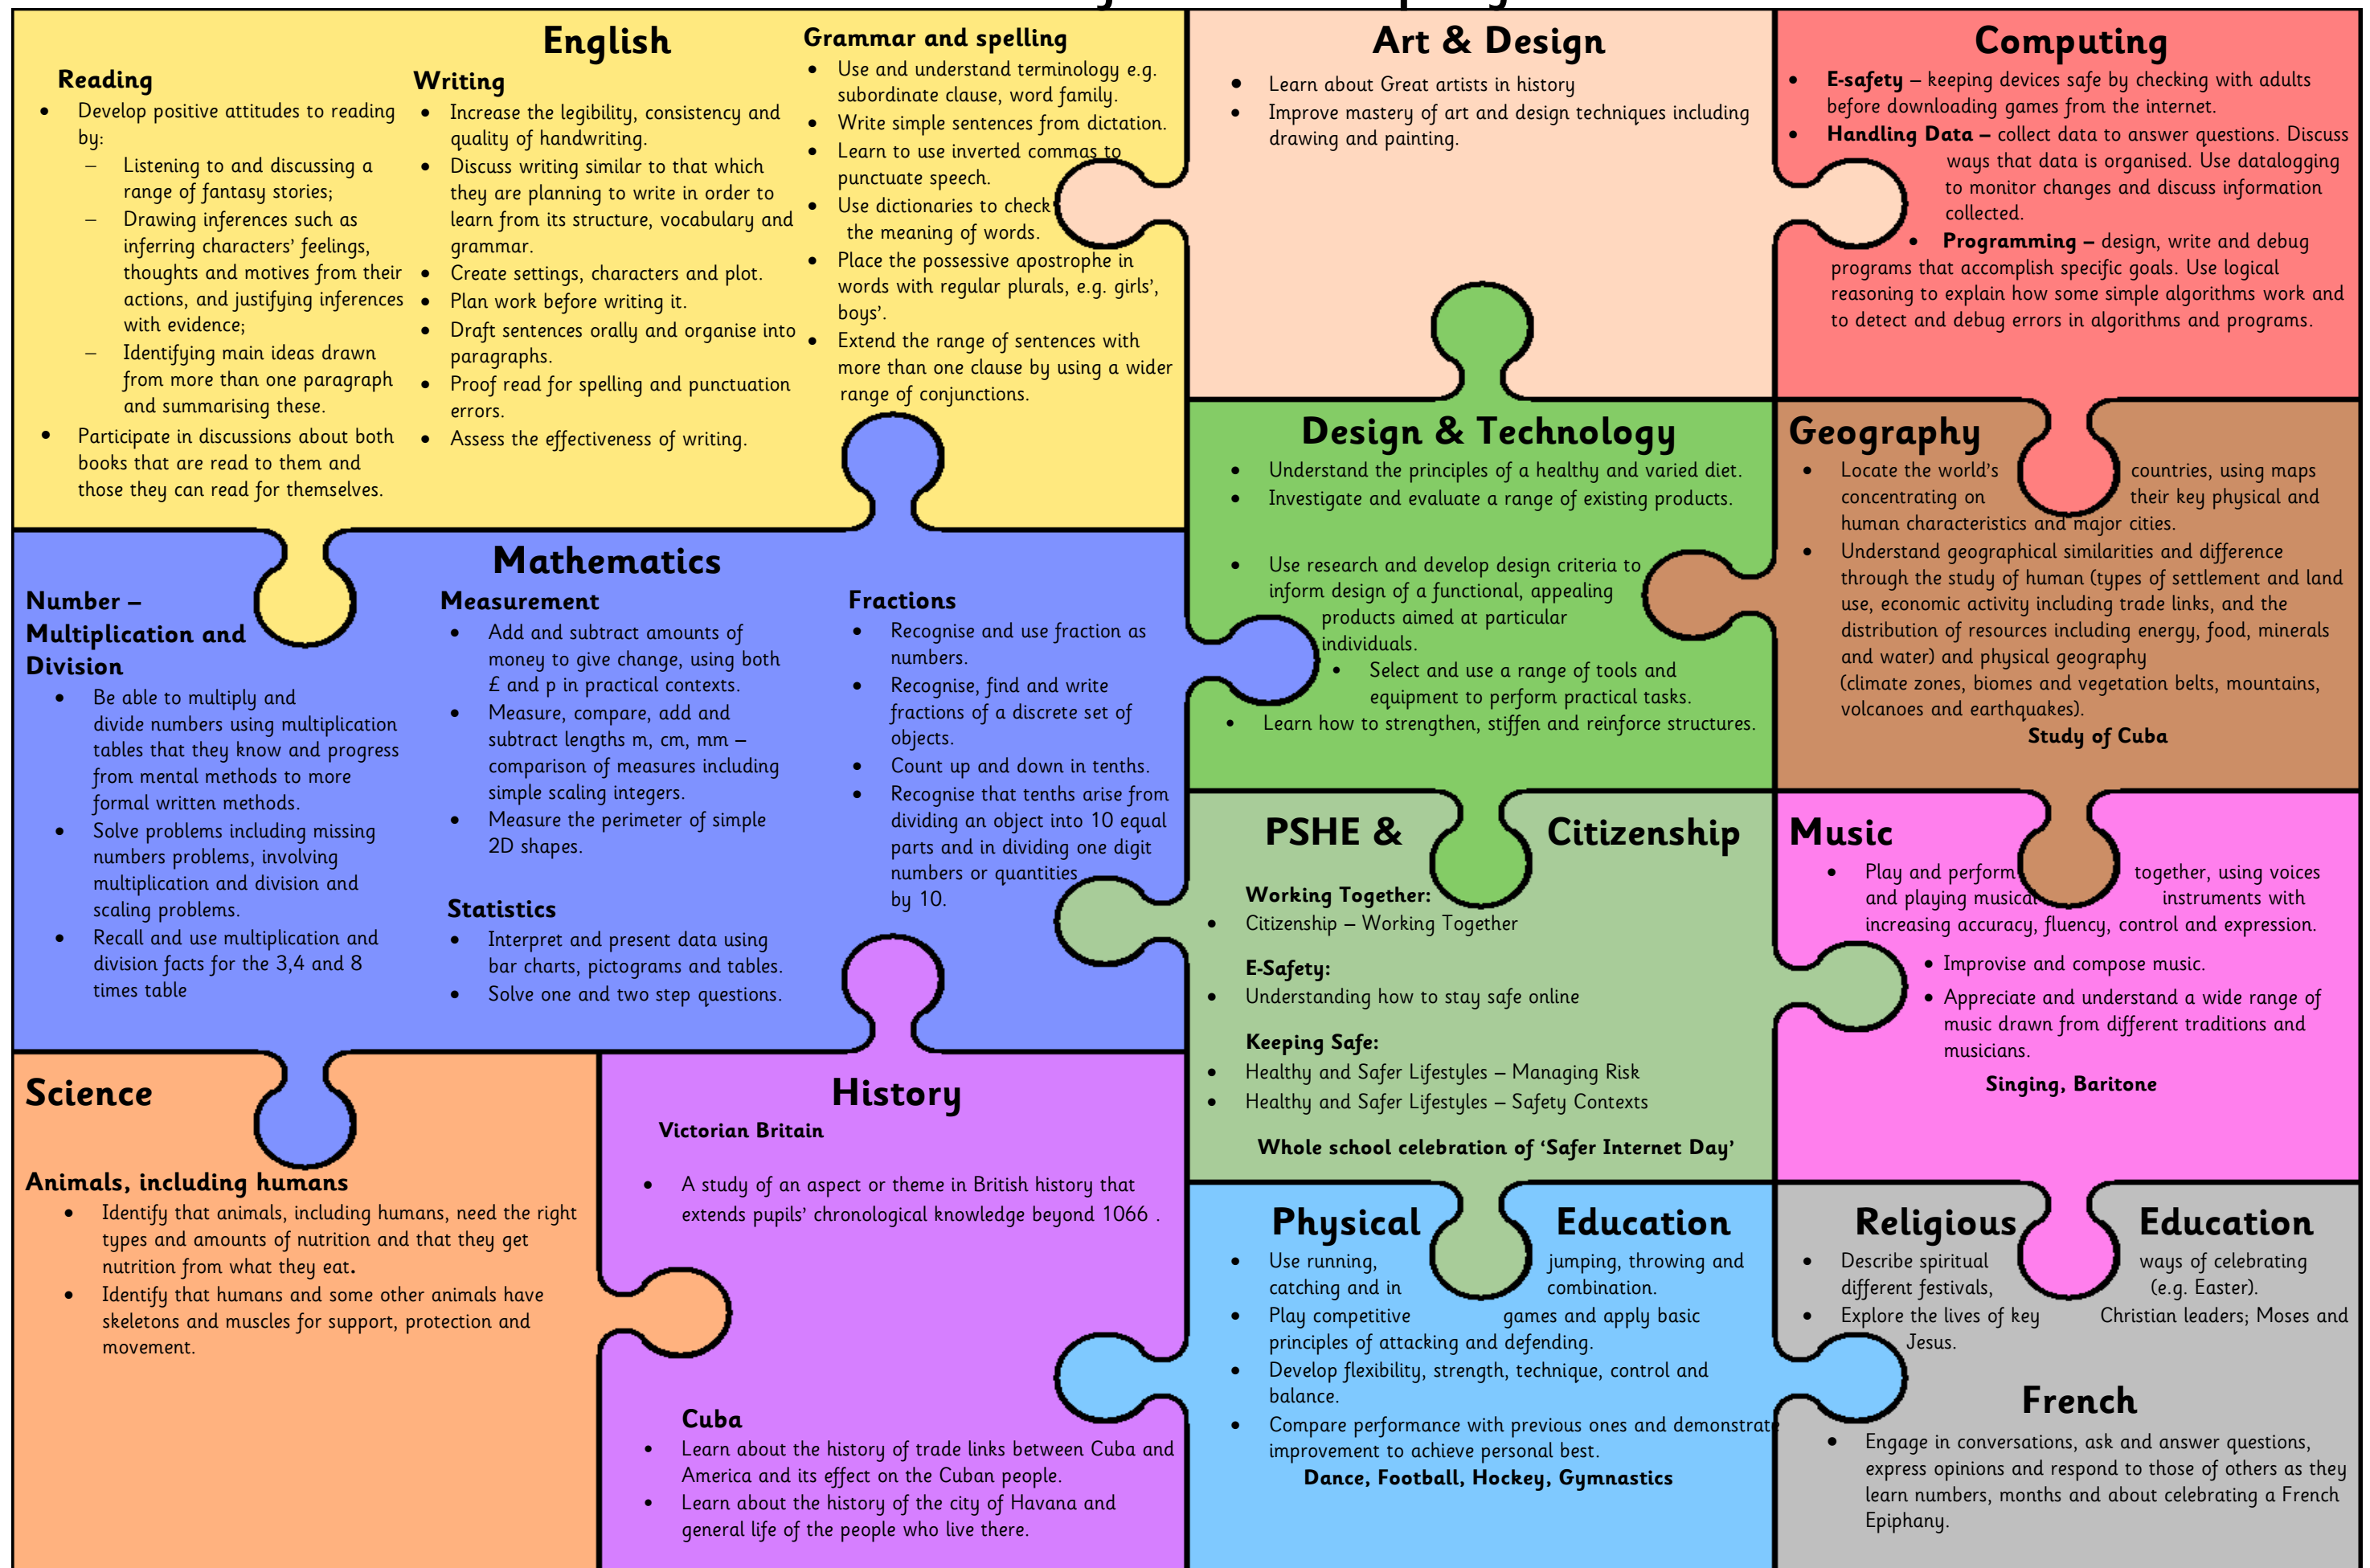 English
Reading
• Develop positive attitudes to reading
by:
– Listening to and discussing a
range of fantasy stories;
– Drawing inferences such as
inferring characters’ feelings,
thoughts and motives from their
actions, and justifying inferences
with evidence;
– Identifying main ideas drawn
from more than one paragraph
and summarising these.
• Participate in discussions about both
books that are read to them and
those they can read for themselves.
Writing
• Increase the legibility, consistency and
quality of handwriting.
• Discuss writing similar to that which
they are planning to write in order to
learn from its structure, vocabulary and
grammar.
• Create settings, characters and plot.
• Plan work before writing it.
• Draft sentences orally and organise into
paragraphs.
• Proof read for spelling and punctuation
errors.
• Assess the effectiveness of writing.
Grammar and spelling
• Use and understand terminology e.g.
subordinate clause, word family.
• Write simple sentences from dictation.
• Learn to use inverted commas to
punctuate speech.
• Use dictionaries to check
the meaning of words.
• Place the possessive apostrophe in
words with regular plurals, e.g. girls’,
boys’.
• Extend the range of sentences with
more than one clause by using a wider
range of conjunctions.
Art & Design
• Learn about Great artists in history
• Improve mastery of art and design techniques including
drawing and painting.
Computing
• E-safety – keeping devices safe by checking with adults
before downloading games from the internet.
• Handling Data – collect data to answer questions. Discuss
ways that data is organised. Use datalogging
to monitor changes and discuss information
collected.
• Programming – design, write and debug
programs that accomplish specific goals. Use logical
reasoning to explain how some simple algorithms work and
to detect and debug errors in algorithms and programs.
Mathematics
Number –
Multiplication and
Division
• Be able to multiply and
divide numbers using multiplication
tables that they know and progress
from mental methods to more
formal written methods.
• Solve problems including missing
numbers problems, involving
multiplication and division and
scaling problems.
• Recall and use multiplication and
division facts for the 3,4 and 8
times table
Measurement
• Add and subtract amounts of
money to give change, using both
£ and p in practical contexts.
• Measure, compare, add and
subtract lengths m, cm, mm –
comparison of measures including
simple scaling integers.
• Measure the perimeter of simple
2D shapes.
Statistics
• Interpret and present data using
bar charts, pictograms and tables.
• Solve one and two step questions.
Fractions
• Recognise and use fraction as
numbers.
• Recognise, find and write
fractions of a discrete set of
objects.
• Count up and down in tenths.
• Recognise that tenths arise from
dividing an object into 10 equal
parts and in dividing one digit
numbers or quantities
by 10.
Design & Technology
• Understand the principles of a healthy and varied diet.
• Investigate and evaluate a range of existing products.
• Use research and develop design criteria to
inform design of a functional, appealing
products aimed at particular
individuals.
• Select and use a range of tools and
equipment to perform practical tasks.
• Learn how to strengthen, stiffen and reinforce structures.
Geography
• Locate the world’s countries, using maps
concentrating on their key physical and
human characteristics and major cities.
• Understand geographical similarities and difference
through the study of human (types of settlement and land
use, economic activity including trade links, and the
distribution of resources including energy, food, minerals
and water) and physical geography
(climate zones, biomes and vegetation belts, mountains,
volcanoes and earthquakes).
Study of Cuba
PSHE & Citizenship
Working Together:
• Citizenship – Working Together
E-Safety:
• Understanding how to stay safe online
Keeping Safe:
• Healthy and Safer Lifestyles – Managing Risk
• Healthy and Safer Lifestyles – Safety Contexts
Whole school celebration of ‘Safer Internet Day’
Music
• Play and perform together, using voices
and playing musical instruments with
increasing accuracy, fluency, control and expression.
• Improvise and compose music.
• Appreciate and understand a wide range of
music drawn from different traditions and
musicians.
Singing, Baritone
Science
Animals, including humans
• Identify that animals, including humans, need the right
types and amounts of nutrition and that they get
nutrition from what they eat.
• Identify that humans and some other animals have
skeletons and muscles for support, protection and
movement.
History
Victorian Britain
• A study of an aspect or theme in British history that
extends pupils’ chronological knowledge beyond 1066 .
Cuba
• Learn about the history of trade links between Cuba and
America and its effect on the Cuban people.
• Learn about the history of the city of Havana and
general life of the people who live there.
Physical Education
• Use running, jumping, throwing and
catching and in combination.
• Play competitive games and apply basic
principles of attacking and defending.
• Develop flexibility, strength, technique, control and
balance.
• Compare performance with previous ones and demonstrate
improvement to achieve personal best.
Dance, Football, Hockey, Gymnastics
Religious Education
• Describe spiritual ways of celebrating
different festivals, (e.g. Easter).
• Explore the lives of key Christian leaders; Moses and
Jesus.
French
• Engage in conversations, ask and answer questions,
express opinions and respond to those of others as they
learn numbers, months and about celebrating a French
Epiphany.